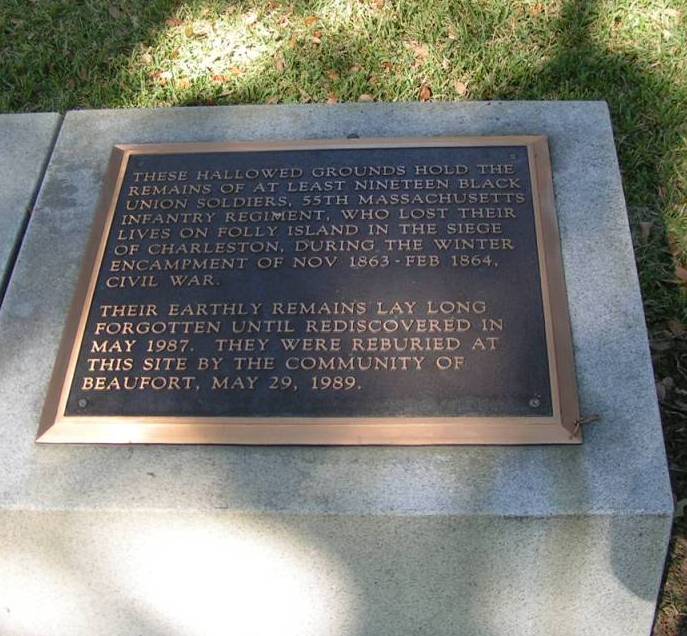 THESE HALLOWED GROUNDS HOLD THE
REMAINS OF AT LEAST NINETEEN BLACK
UNION SOLDIERS, 55TH MASSACHUSETTS
INFANTRY REGIMENT, WHO LOST THEIR
LIVES ON FOLLY ISLAND IN THE SIEGE
OF CHARLESTON, DURING THE WINTER
ENCAMPMENT OF NOV 1863-FEB 1864,
CIVIL WAR.
THEIR EARTHLY REMAINS LAY LONG
FORGOTTEN UNTIL REDISCOVERED IN
MAY 1987. THEY WERE REBURIED AT
THIS SITE BY THE COMMUNITY OF
BEAUFORT, MAY 29, 1989.